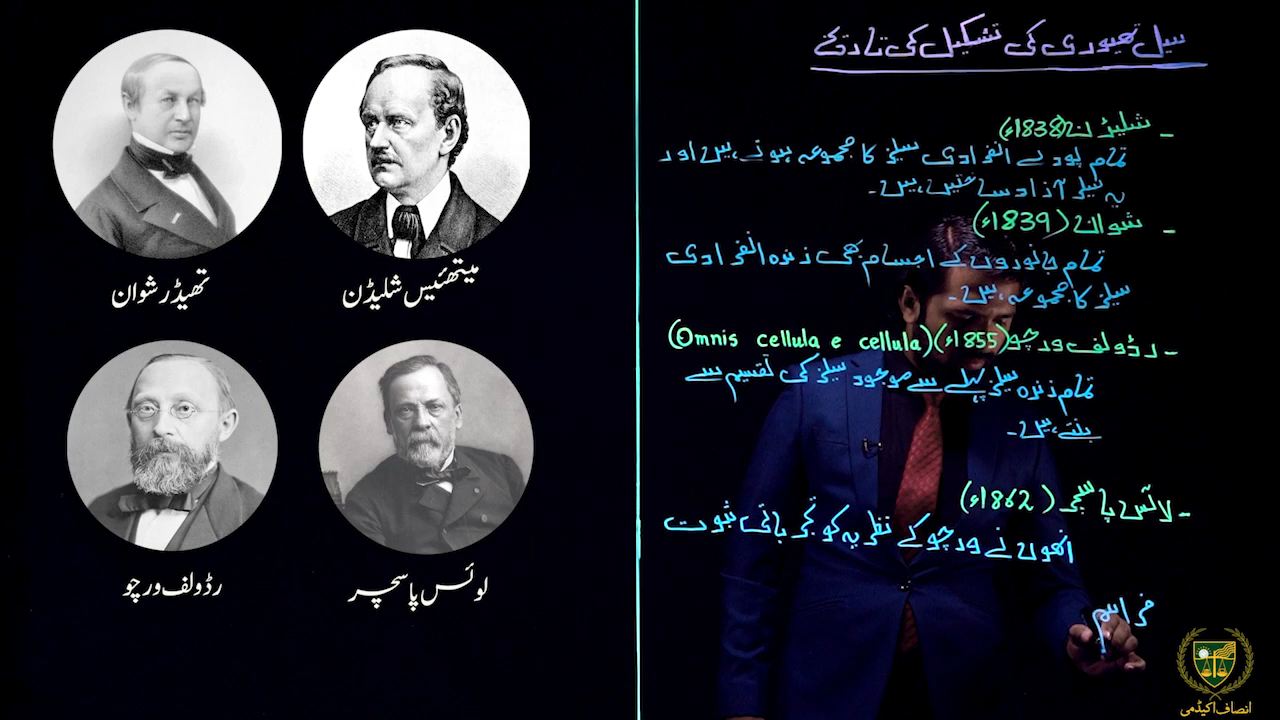 سیل تھیوری کی تشکیل کی تاریخ
- شلیڈن (1838ء)
تمام پودے انفرادی سیلز کا مجموعہ ہوتے ہیں اور
یہ سیلز آزاد ساختیں ہیں۔
- شوان (1839ء)
تمام جانوروں کے اجسام بھی زندہ انفرادی
سیلز کا مجموعہ ہیں۔
- رڈولف ورچو (1855ء) (Omnis cellula e cellula)
تمام زندہ سیلز پہلے سے موجود سیلز کی تقسیم سے
بنتے ہیں۔
- لائس پاسچر (1862ء)
انھوں نے ورچو کے نظریہ کو تجرباتی ثبوت
فراہم
میتھئیس شلیڈن
تھیڈر شوان
لوئس پاسچر
رڈولف ورچو
انصاف اکیڈمی